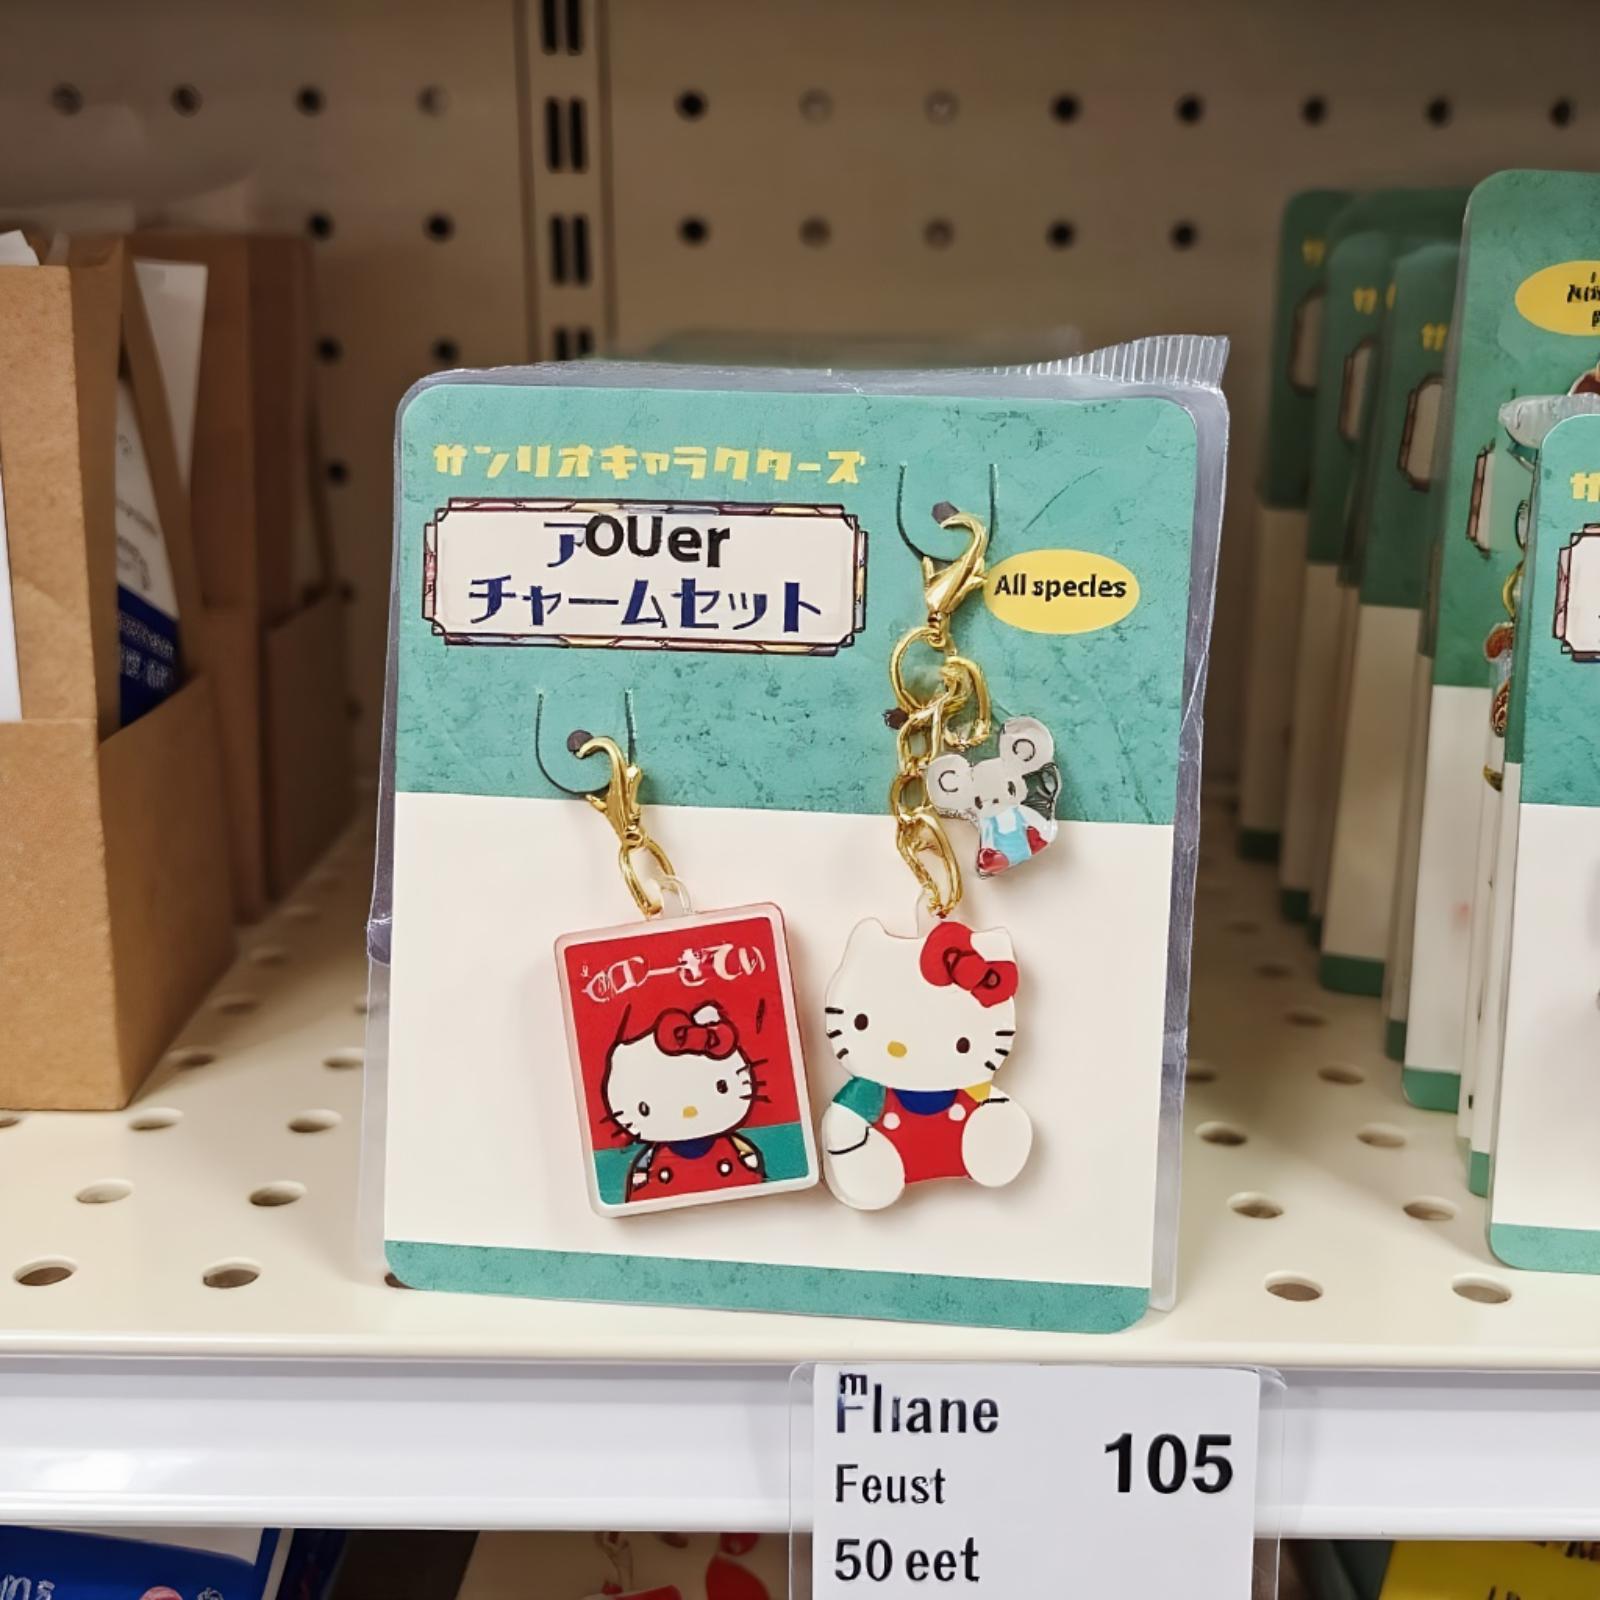 サンリオキャラクターズ
アOUer
チャームセット
All species
Fliane
Feust
105
50 eet